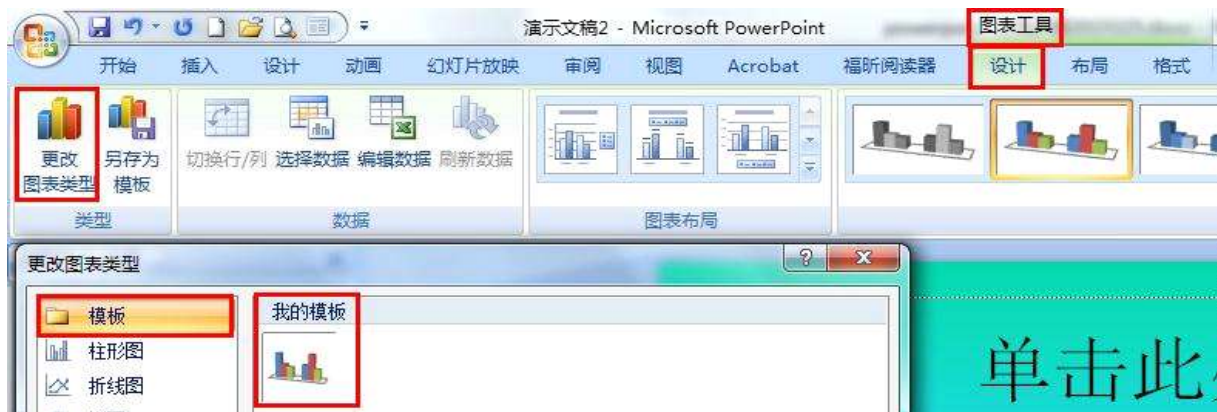 演示文稿2 - Microsoft PowerPoint
图表工具
开始 插入 设计 动画 幻灯片放映 审阅 视图 Acrobat 福昕阅读器 设计 布局 格式
更改
图表类型
另存为
模板
切换行/列 选择数据 编辑数据 刷新数据
类型 数据 图表布局
更改图表类型
模板 我的模板
柱形图
折线图
单击此